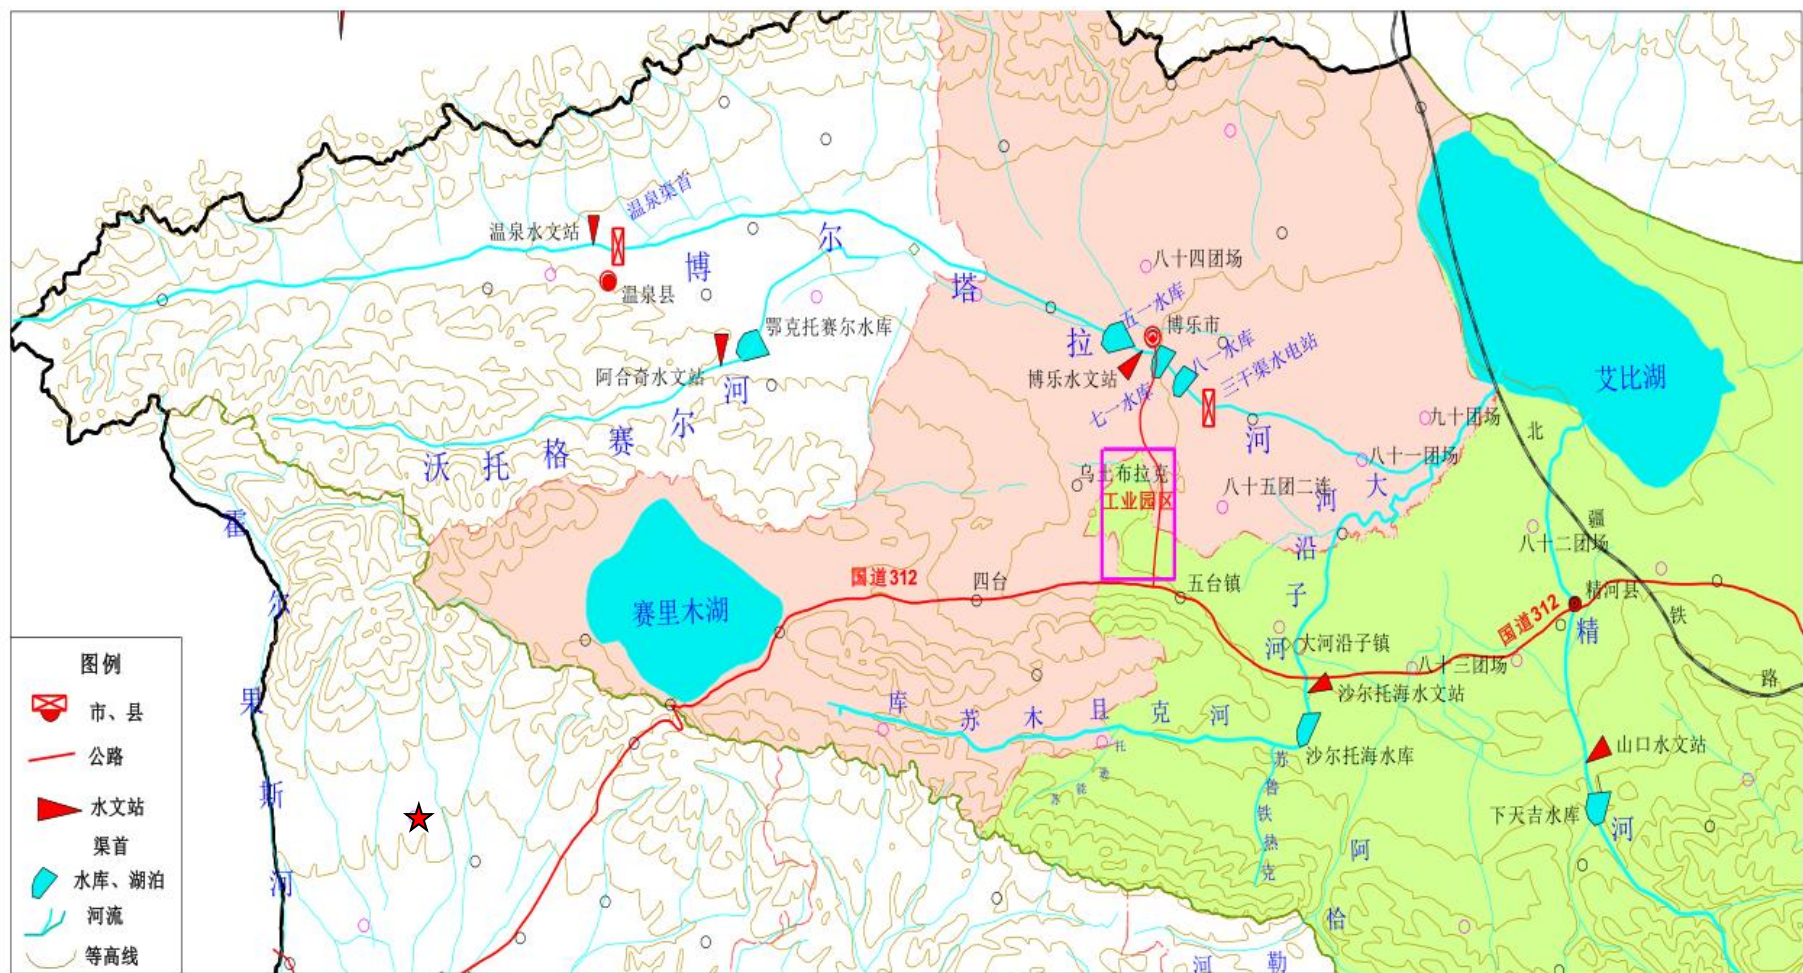 温泉渠首
温泉水文站
温泉县
博
尔
塔
拉
河
鄂克托赛尔水库
阿合奇水文站
沃托格赛尔河
八十四团场
五一水库
博乐市
八一水库
三干渠水电站
博乐水文站
七一水库
艾比湖
九十团场
八十一团场
八十五团二连
乌土布拉克
工业园区
大河沿子河
北疆铁路
八十二团场
霍尔果斯河
赛里木湖
国道312
四台
五台镇
精河县
国道312
精河
大河沿子镇
八十三团场
沙尔托海水文站
沙尔托海水库
库苏木且克河
苏鲁铁热克
山口水文站
下天吉水库
阿恰勒河
图例
市、县
公路
水文站
渠首
水库、湖泊
河流
等高线